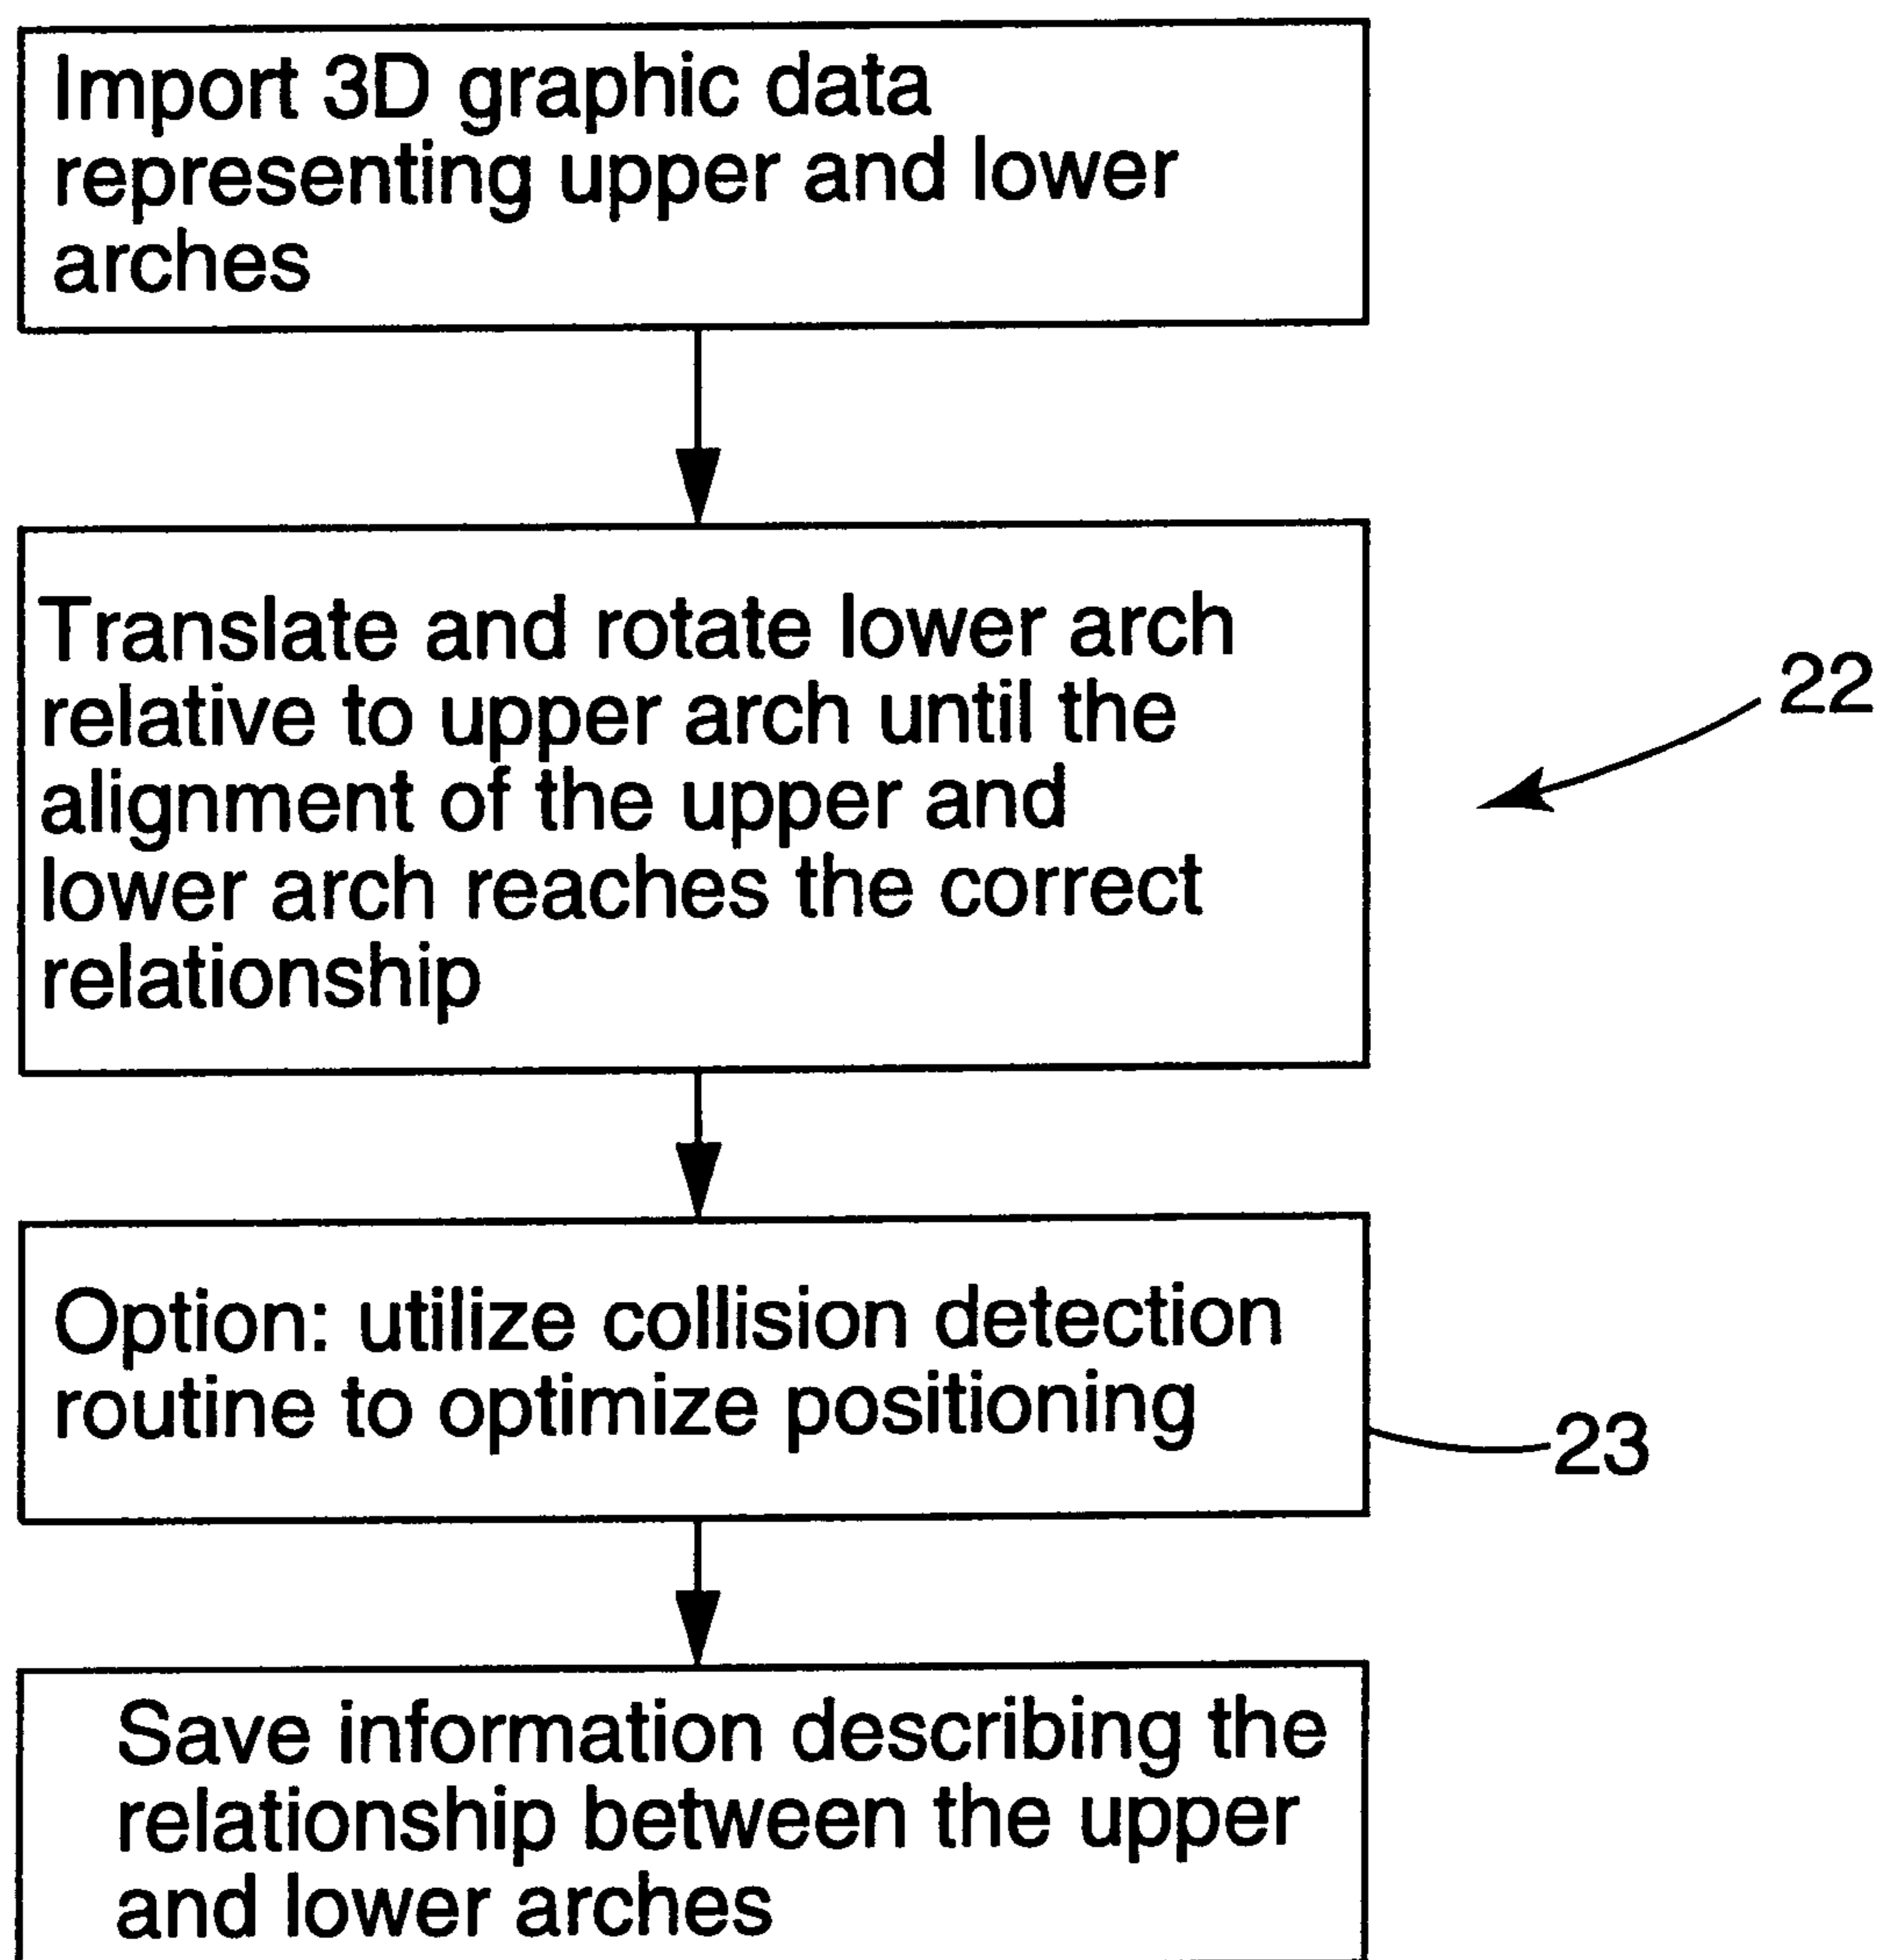 Import 3D graphic data
representing upper and lower
arches
Translate and rotate lower arch
relative to upper arch until the
alignment of the upper and
lower arch reaches the correct
relationship
22
Option: utilize collision detection
routine to optimize positioning
23
Save information describing the
relationship between the upper
and lower arches